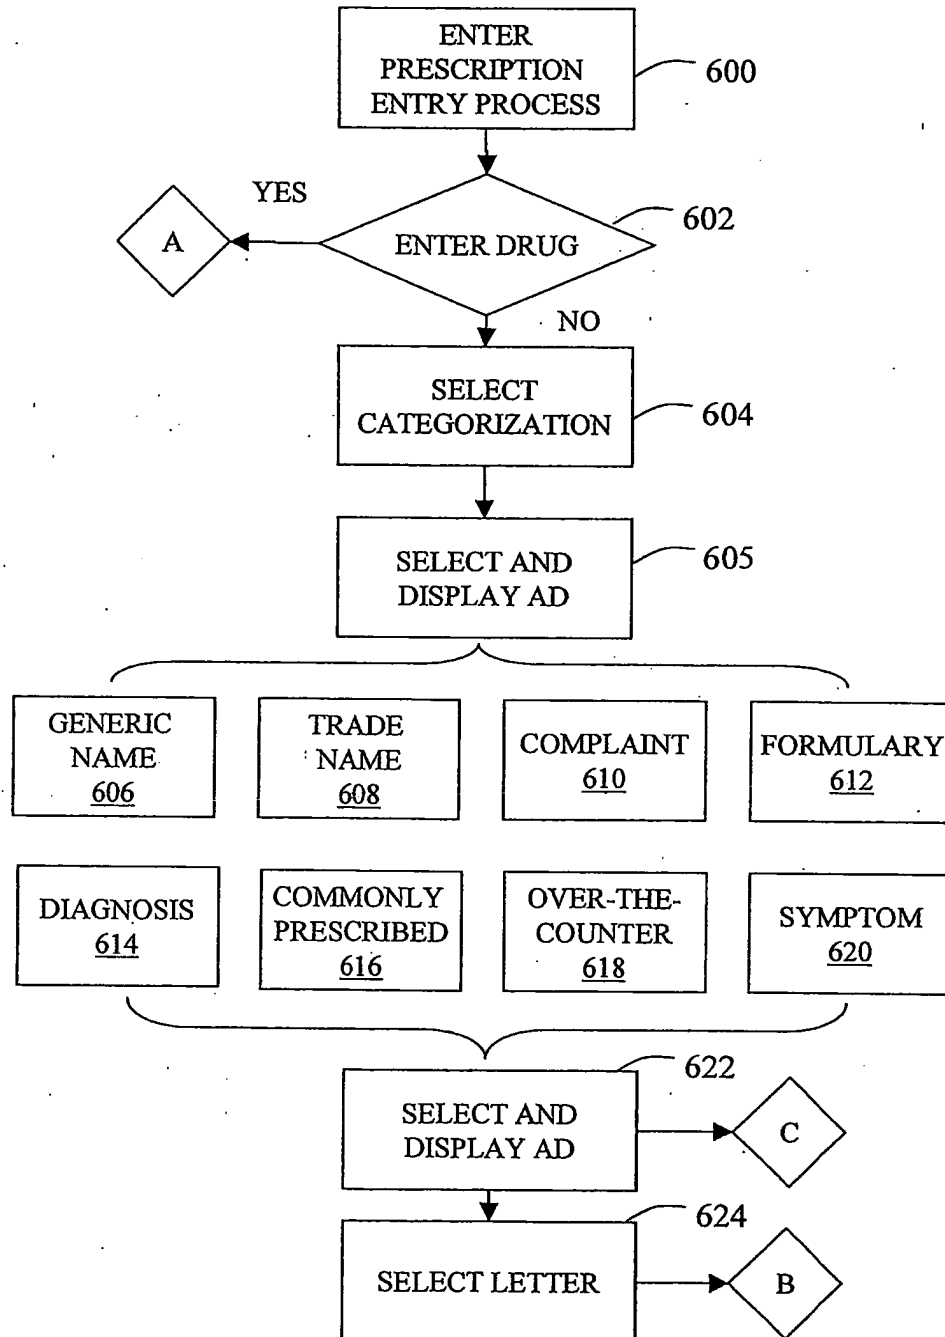 ENTER
PRESCRIPTION
ENTRY PROCESS
600
YES
602
A
ENTER DRUG
NO
SELECT
CATEGORIZATION
604
SELECT AND
DISPLAY AD
605
GENERIC
NAME
606
TRADE
NAME
608
COMPLAINT
610
FORMULARY
612
DIAGNOSIS
614
COMMONLY
PRESCRIBED
616
OVER-THE-
COUNTER
618
SYMPTOM
620
622
SELECT AND
DISPLAY AD
C
624
SELECT LETTER
B